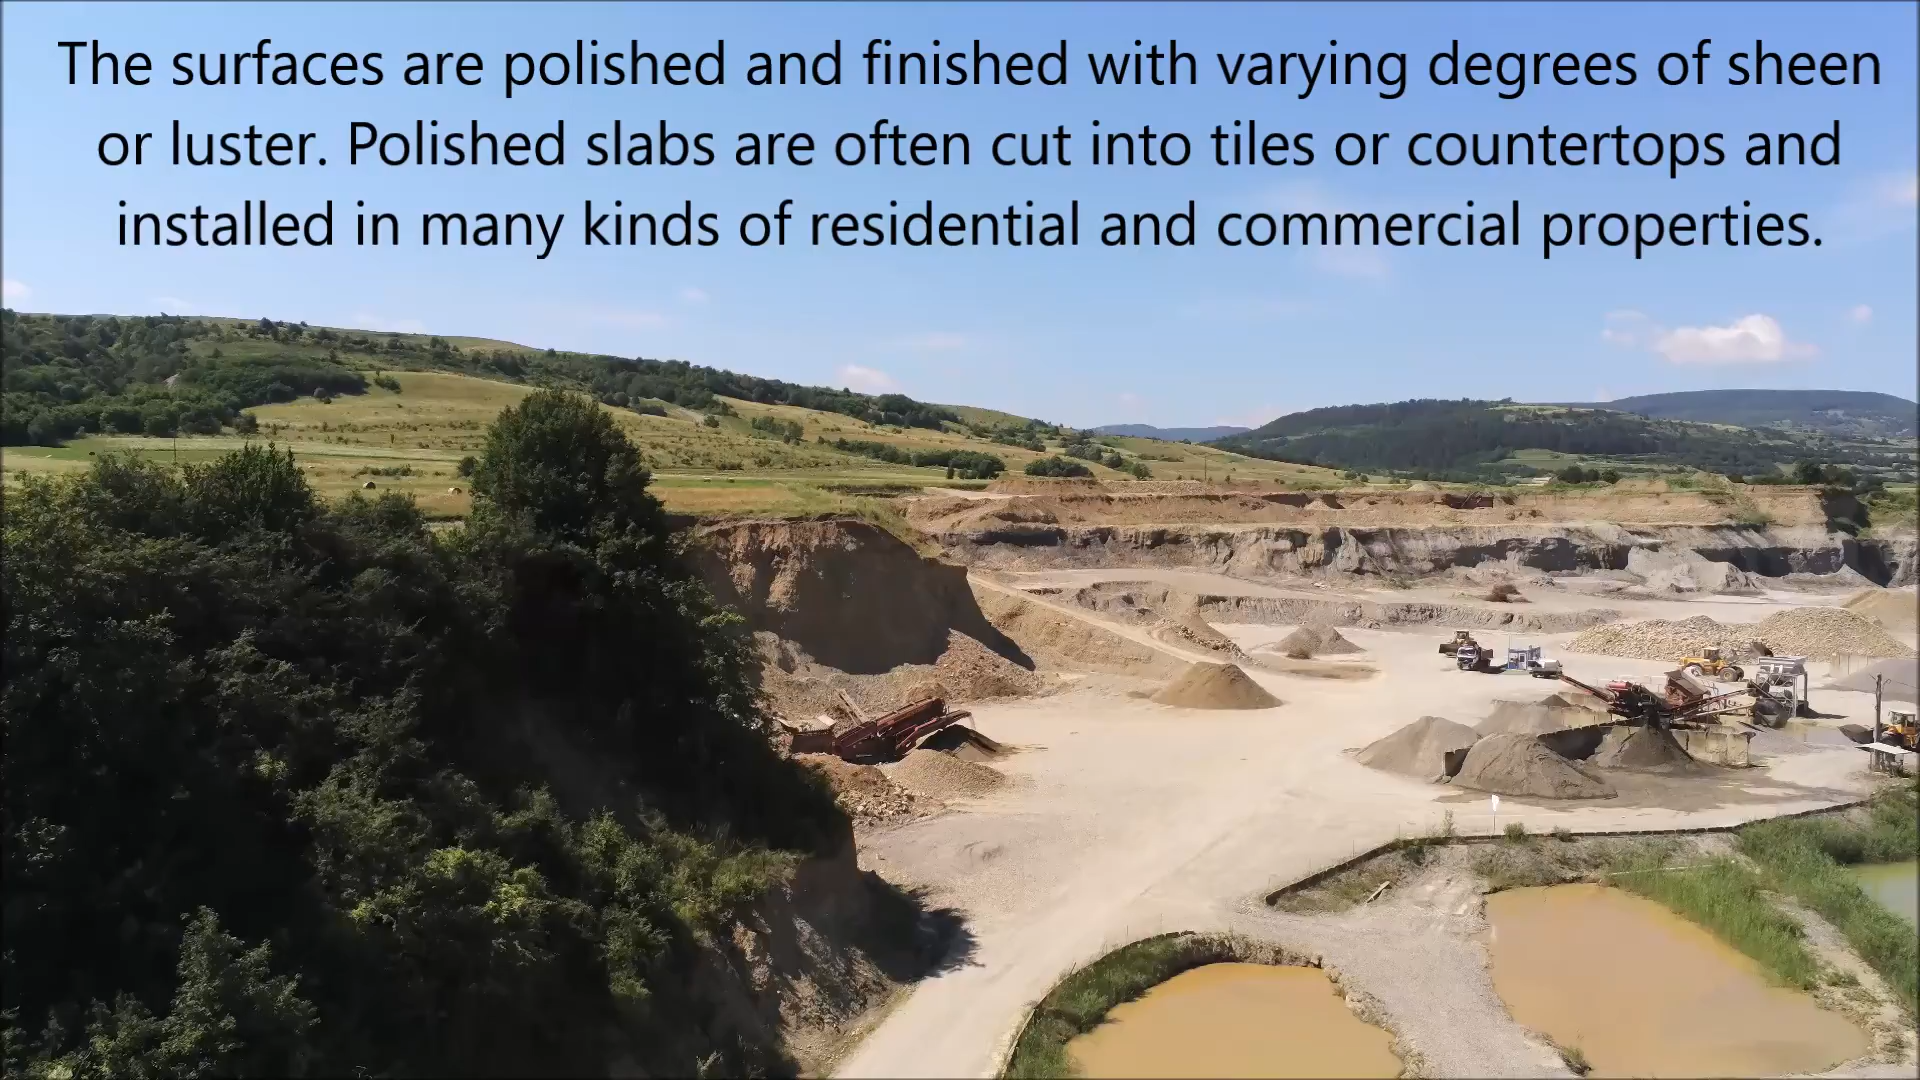 The surfaces are polished and finished with varying degrees of sheen
or luster. Polished slabs are often cut into tiles or countertops and
installed in many kinds of residential and commercial properties.